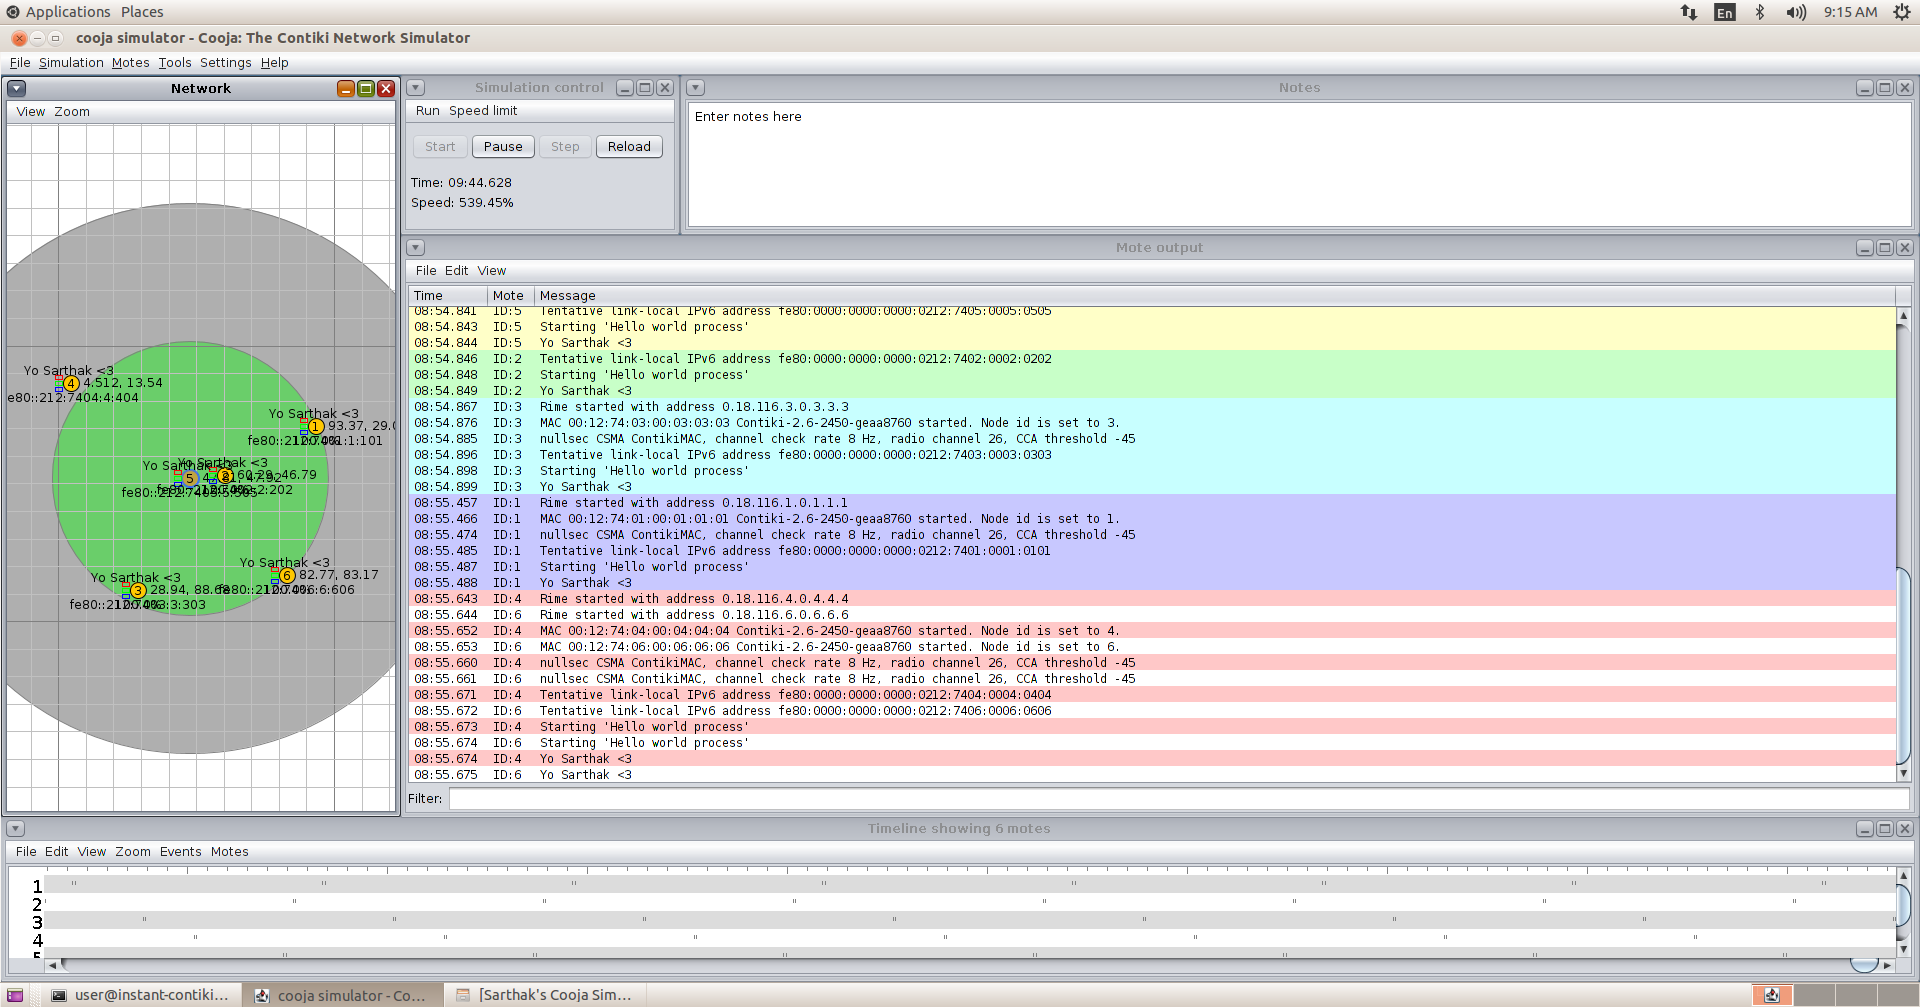 Applications Places
En 9:15 AM
cooja simulator - Cooja: The Contiki Network Simulator
File Simulation Motes Tools Settings Help
Network
View Zoom
Yo Sarthak <3
4 4.512, 13.54
fe80::212:7404:4:404
Yo Sarthak <3
1 93.37, 29.0
Yo Sarthak <3
5
2 60.29, 46.79
Yo Sarthak <3
6 82.77, 83.17
Yo Sarthak <3
3 28.94, 88.68
Simulation control
Run Speed limit
Start Pause Step Reload
Time: 09:44.628
Speed: 539.45%
Notes
Enter notes here
Mote output
File Edit View
Time Mote Message
08:54.841 ID:5 Tentative link-local IPv6 address fe80:0000:0000:0000:0212:7405:0005:0505
08:54.843 ID:5 Starting 'Hello world process'
08:54.844 ID:5 Yo Sarthak <3
08:54.846 ID:2 Tentative link-local IPv6 address fe80:0000:0000:0000:0212:7402:0002:0202
08:54.848 ID:2 Starting 'Hello world process'
08:54.849 ID:2 Yo Sarthak <3
08:54.867 ID:3 Rime started with address 0.18.116.3.0.3.3.3
08:54.876 ID:3 MAC 00:12:74:03:00:03:03:03 Contiki-2.6-2450-geaa8760 started. Node id is set to 3.
08:54.885 ID:3 nullsec CSMA ContikiMAC, channel check rate 8 Hz, radio channel 26, CCA threshold -45
08:54.896 ID:3 Tentative link-local IPv6 address fe80:0000:0000:0000:0212:7403:0003:0303
08:54.898 ID:3 Starting 'Hello world process'
08:54.899 ID:3 Yo Sarthak <3
08:55.457 ID:1 Rime started with address 0.18.116.1.0.1.1.1
08:55.466 ID:1 MAC 00:12:74:01:00:01:01:01 Contiki-2.6-2450-geaa8760 started. Node id is set to 1.
08:55.474 ID:1 nullsec CSMA ContikiMAC, channel check rate 8 Hz, radio channel 26, CCA threshold -45
08:55.485 ID:1 Tentative link-local IPv6 address fe80:0000:0000:0000:0212:7401:0001:0101
08:55.487 ID:1 Starting 'Hello world process'
08:55.488 ID:1 Yo Sarthak <3
08:55.643 ID:4 Rime started with address 0.18.116.4.0.4.4.4
08:55.644 ID:6 Rime started with address 0.18.116.6.0.6.6.6
08:55.652 ID:4 MAC 00:12:74:04:00:04:04:04 Contiki-2.6-2450-geaa8760 started. Node id is set to 4.
08:55.653 ID:6 MAC 00:12:74:06:00:06:06:06 Contiki-2.6-2450-geaa8760 started. Node id is set to 6.
08:55.660 ID:4 nullsec CSMA ContikiMAC, channel check rate 8 Hz, radio channel 26, CCA threshold -45
08:55.661 ID:6 nullsec CSMA ContikiMAC, channel check rate 8 Hz, radio channel 26, CCA threshold -45
08:55.671 ID:4 Tentative link-local IPv6 address fe80:0000:0000:0000:0212:7404:0004:0404
08:55.672 ID:6 Tentative link-local IPv6 address fe80:0000:0000:0000:0212:7406:0006:0606
08:55.673 ID:4 Starting 'Hello world process'
08:55.674 ID:6 Starting 'Hello world process'
08:55.674 ID:4 Yo Sarthak <3
08:55.675 ID:6 Yo Sarthak <3
Filter:
Timeline showing 6 motes
File Edit View Zoom Events Motes
1
2
3
4
5
user@instant-contiki... cooja simulator - Co... [Sarthak's Cooja Sim...